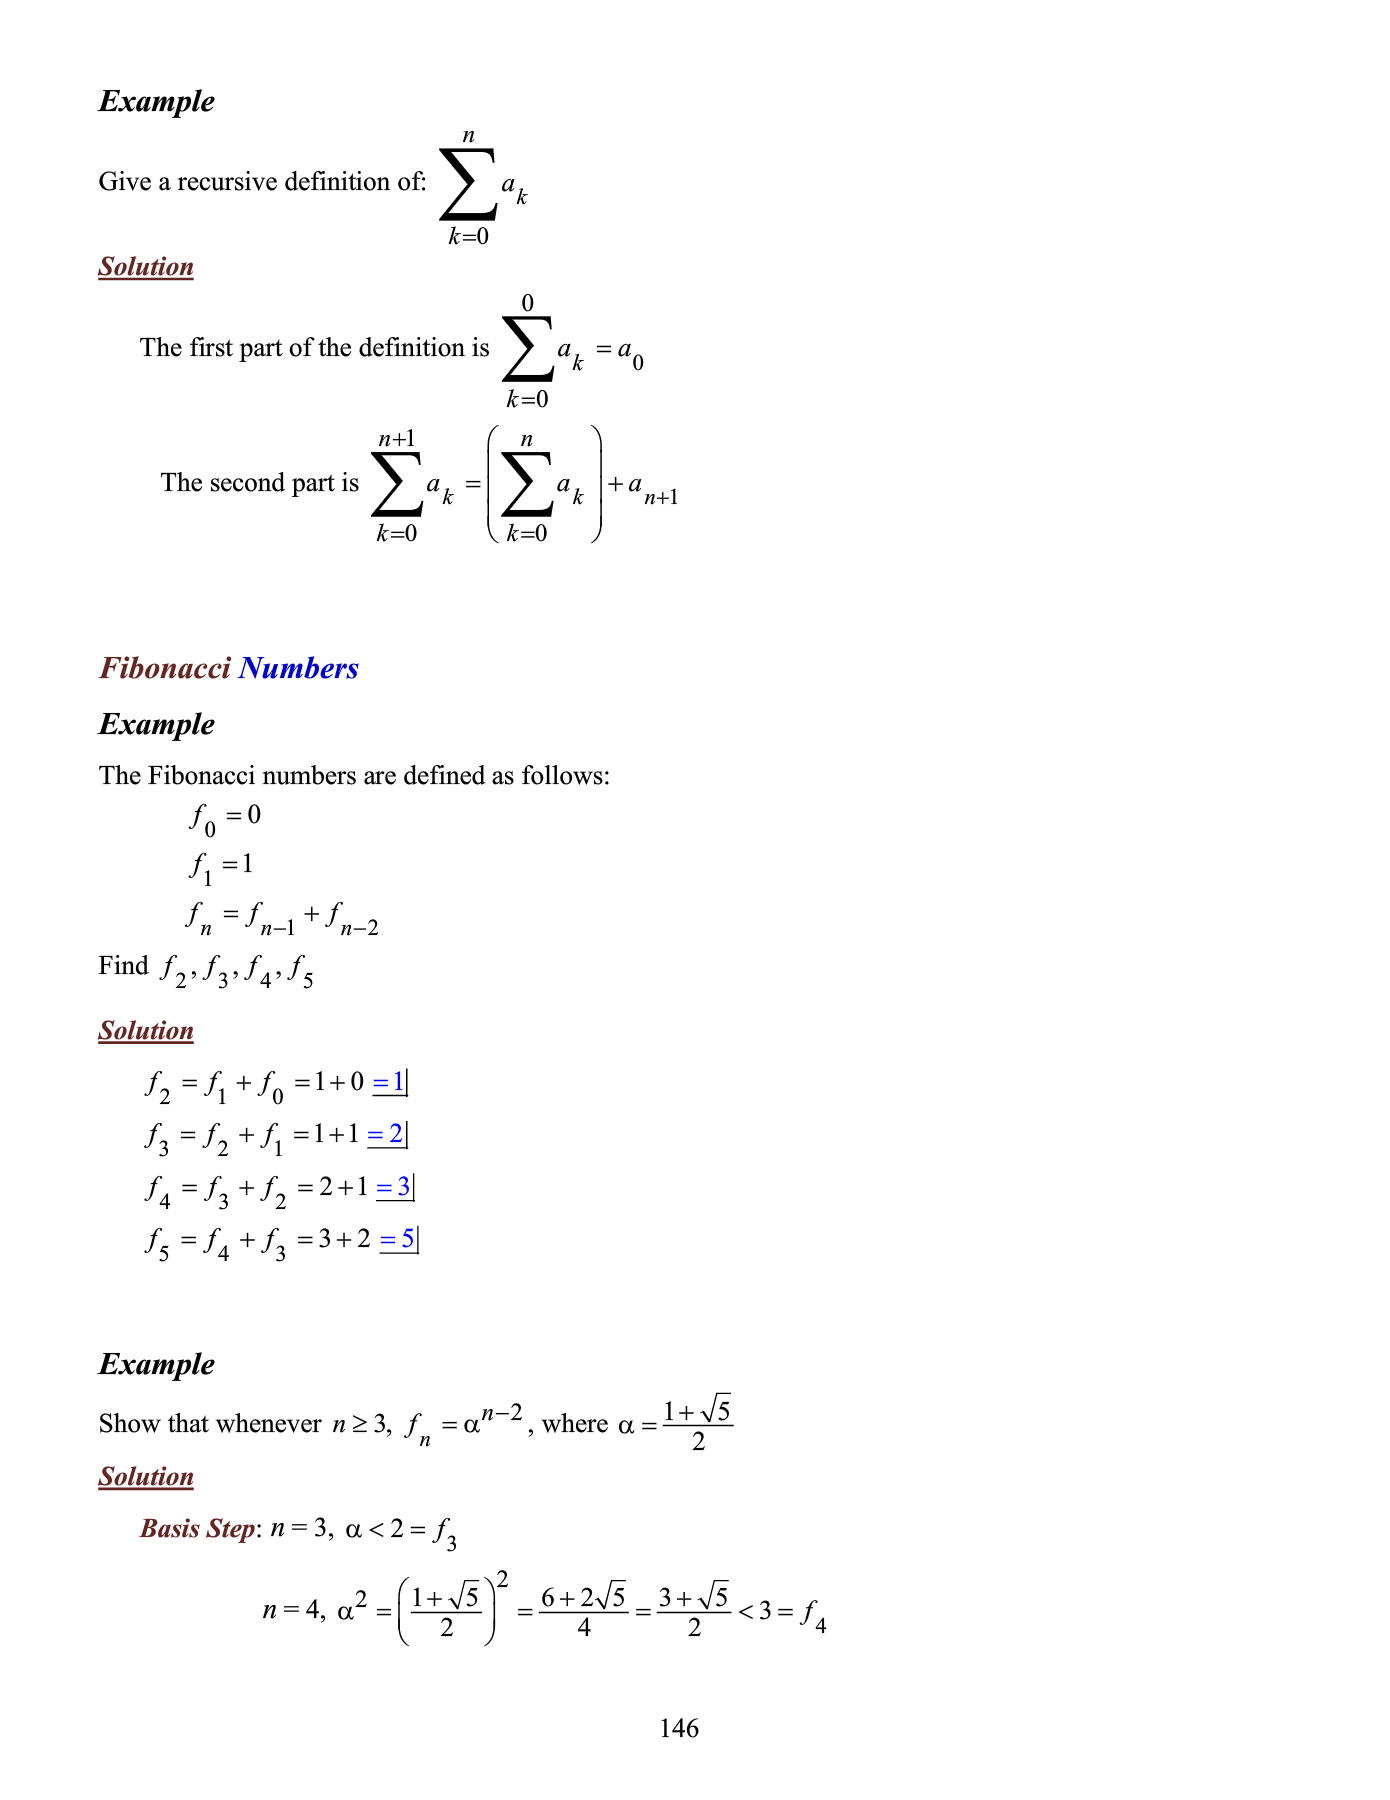 Example
Give a recursive definition of: \sum_{k=0}^{n} a_k
Solution
The first part of the definition is \sum_{k=0}^{0} a_k = a_0
The second part is \sum_{k=0}^{n+1} a_k = \left( \sum_{k=0}^{n} a_k \right) + a_{n+1}
Fibonacci Numbers
Example
The Fibonacci numbers are defined as follows:
f_0 = 0
f_1 = 1
f_n = f_{n-1} + f_{n-2}
Find f_2, f_3, f_4, f_5
Solution
f_2 = f_1 + f_0 = 1 + 0 = 1|
f_3 = f_2 + f_1 = 1 + 1 = 2|
f_4 = f_3 + f_2 = 2 + 1 = 3|
f_5 = f_4 + f_3 = 3 + 2 = 5|
Example
Show that whenever n ≥ 3, f_n = α^{n-2}, where α = \frac{1+\sqrt{5}}{2}
Solution
Basis Step: n = 3, α < 2 = f_3
n = 4, α^2 = \left( \frac{1+\sqrt{5}}{2} \right)^2 = \frac{6+2\sqrt{5}}{4} = \frac{3+\sqrt{5}}{2} < 3 = f_4
146